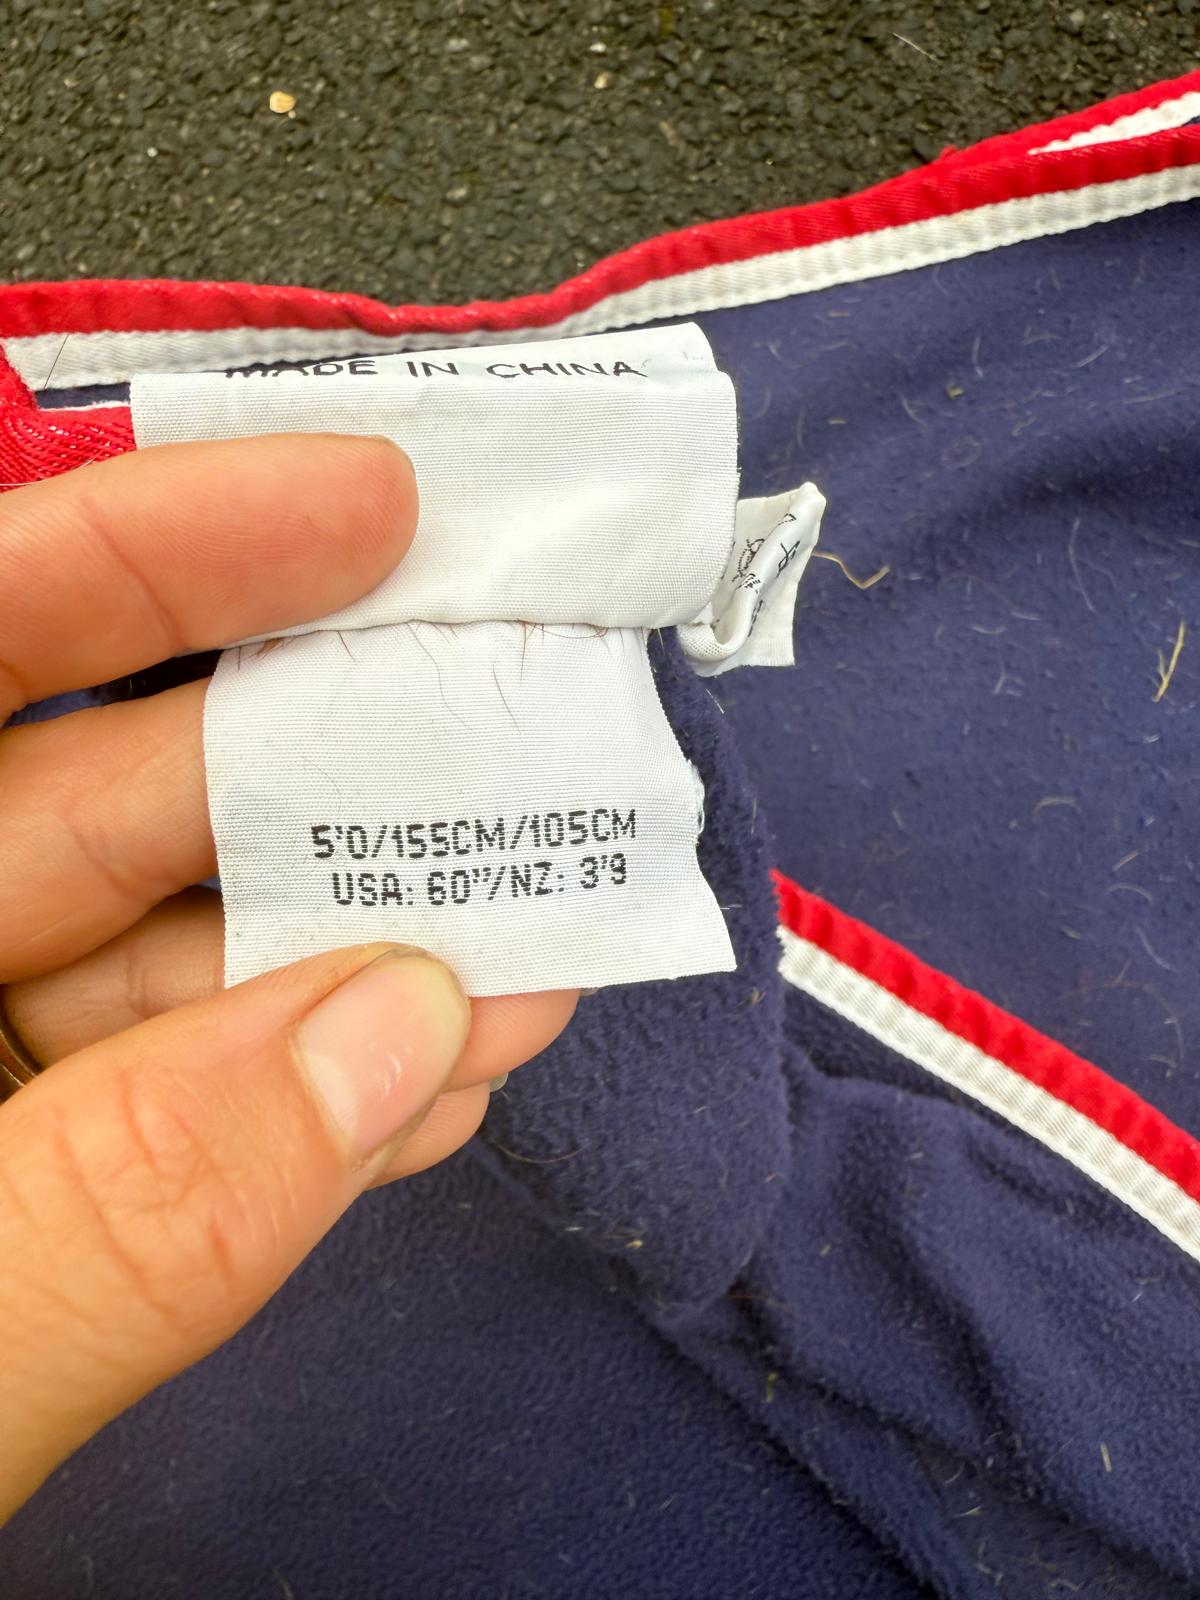 MADE IN CHINA
5'0/155CM/105CM
USA: 60"/NZ: 3'9